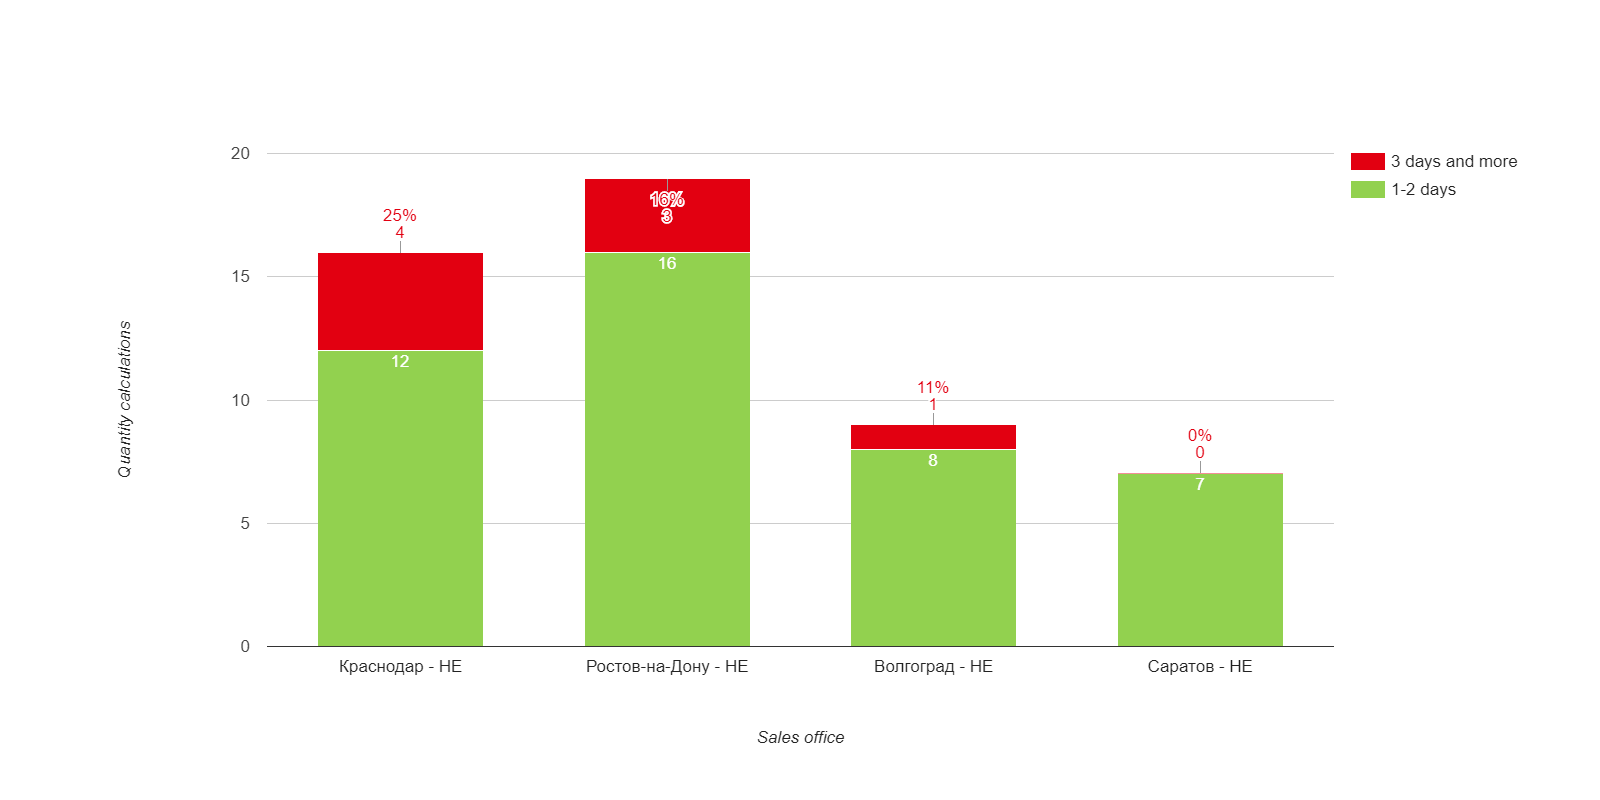 20
15
10
5
0
Quantity calculations
25%
4
12
16%
3
16
11%
1
8
0%
0
7
Краснодар - НЕ
Ростов-на-Дону - НЕ
Волгоград - НЕ
Саратов - НЕ
Sales office
3 days and more
1-2 days